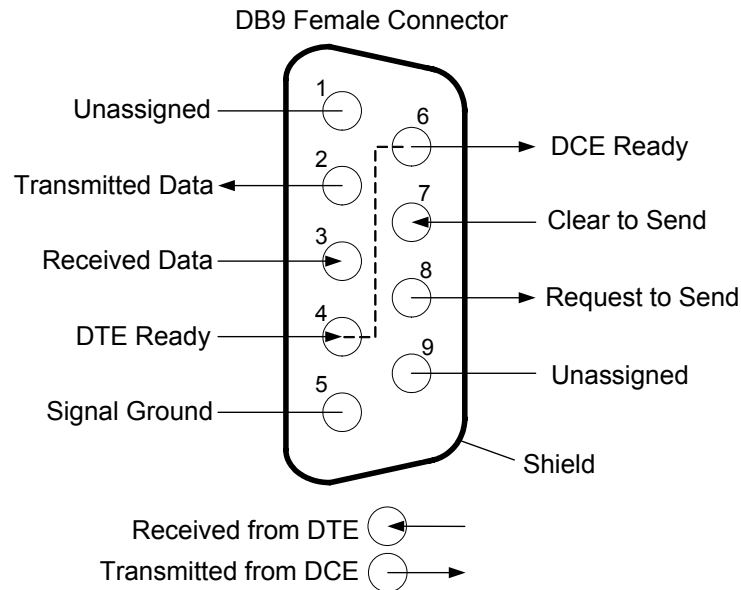 DB9 Female Connector
1
Unassigned
2
Transmitted Data
3
Received Data
4
DTE Ready
5
Signal Ground
6
DCE Ready
7
Clear to Send
8
Request to Send
9
Unassigned
Shield
Received from DTE
Transmitted from DCE